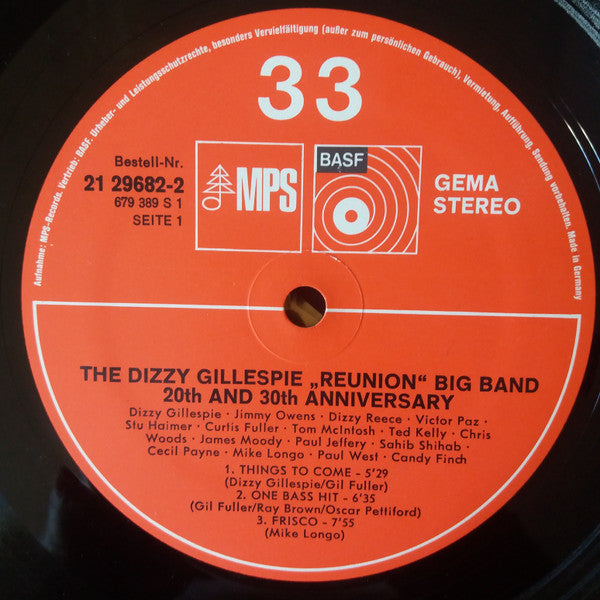 Aufnahme: MPS-Records. Vertrieb: BASF. Urheber- und Leistungsschutzrechte, besonders Vervielfältigung (außer zum persönlichen Gebrauch), Vermietung, Aufführung, Sendung vorbehalten. Made in Germany
33
Bestell-Nr.
21 29682-2
679 389 S 1
SEITE 1
MPS
BASF
GEMA
STEREO
THE DIZZY GILLESPIE „REUNION“ BIG BAND
20th AND 30th ANNIVERSARY
Dizzy Gillespie · Jimmy Owens · Dizzy Reece · Victor Paz ·
Stu Haimer · Curtis Fuller · Tom McIntosh · Ted Kelly · Chris
Woods · James Moody · Paul Jeffery · Sahib Shihab ·
Cecil Payne · Mike Longo · Paul West · Candy Finch
1. THINGS TO COME - 5'29
(Dizzy Gillespie/Gil Fuller)
2. ONE BASS HIT - 6'35
(Gil Fuller/Ray Brown/Oscar Pettiford)
3. FRISCO - 7'55
(Mike Longo)